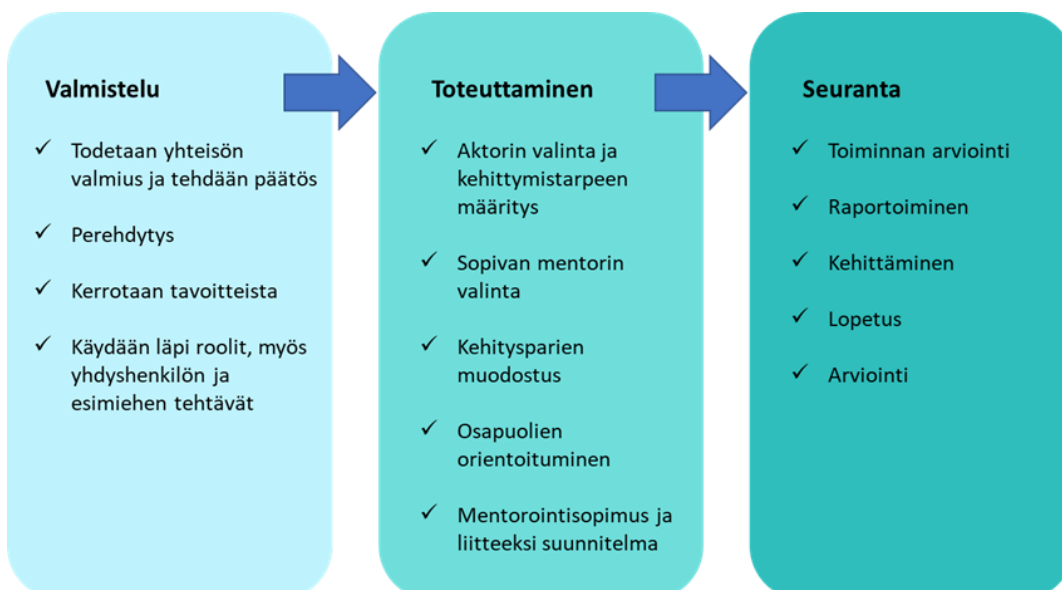 Valmistelu
✓ Todetaan yhteisön
valmius ja tehdään päätös
✓ Perehdytys
✓ Kerrotaan tavoitteista
✓ Käydään läpi roolit, myös
yhdyshenkilön ja
esimiehen tehtävät
Toteuttaminen
✓ Aktorin valinta ja
kehittymistarpeen
määritys
✓ Sopivan mentorin
valinta
✓ Kehitysparien
muodostus
✓ Osapuolien
orientoituminen
✓ Mentorointisopimus ja
liitteeksi suunnitelma
Seuranta
✓ Toiminnan arviointi
✓ Raportoiminen
✓ Kehittäminen
✓ Lopetus
✓ Arviointi